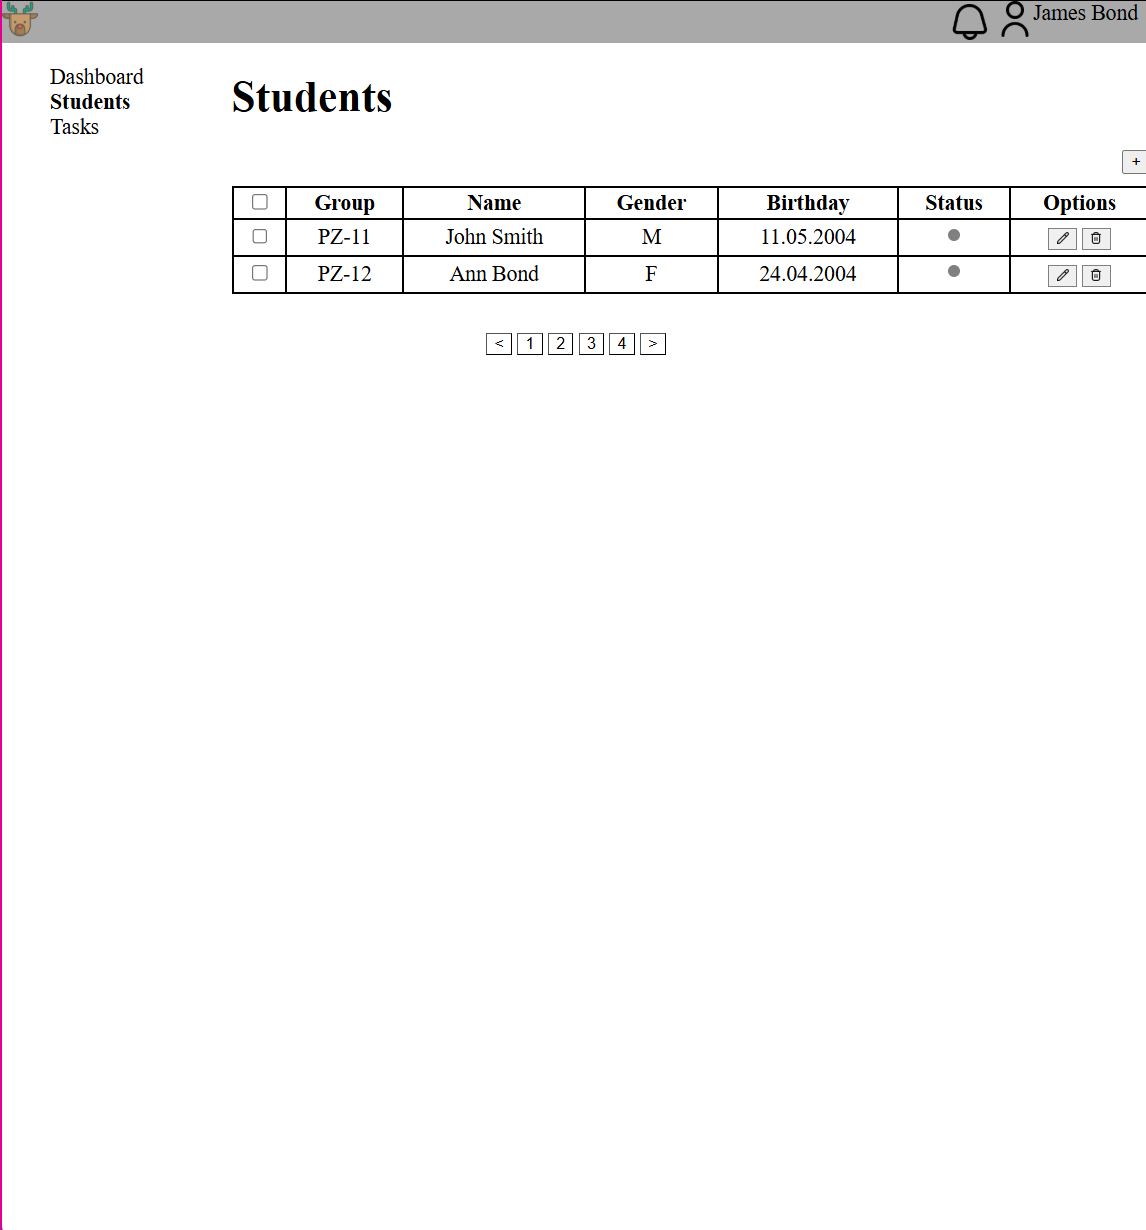 James Bond
Dashboard
Students
Tasks
Students
+
Group Name Gender Birthday Status Options
PZ-11 John Smith M 11.05.2004
PZ-12 Ann Bond F 24.04.2004
< 1 2 3 4 >